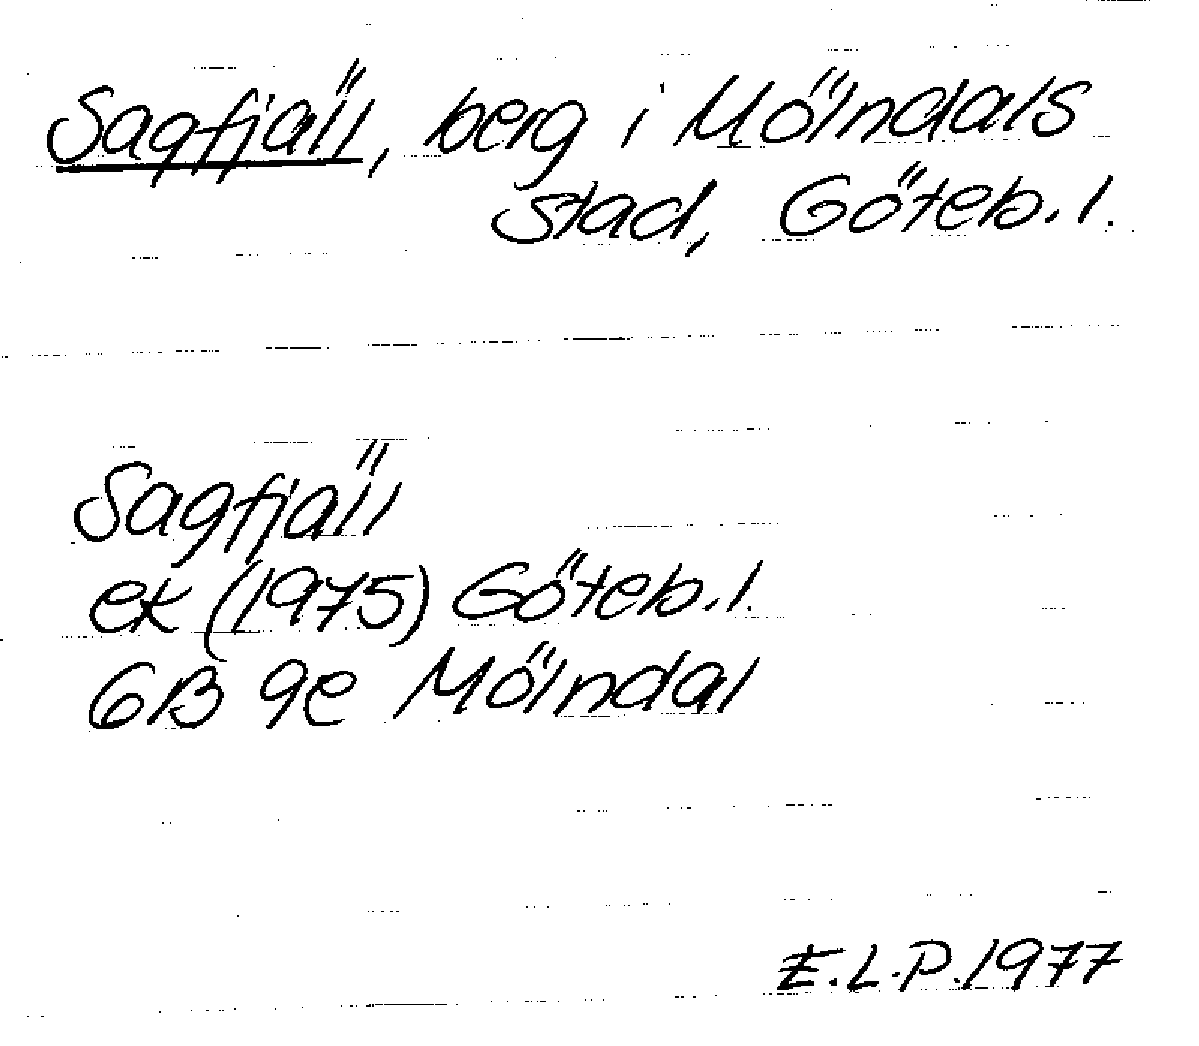 Sagfjäll, berg i Mölndals
stad, Göteb. l.
Sagfjäll
ek (1975) Göteb. l.
6B 9e Mölndal
E.L.P. 1977